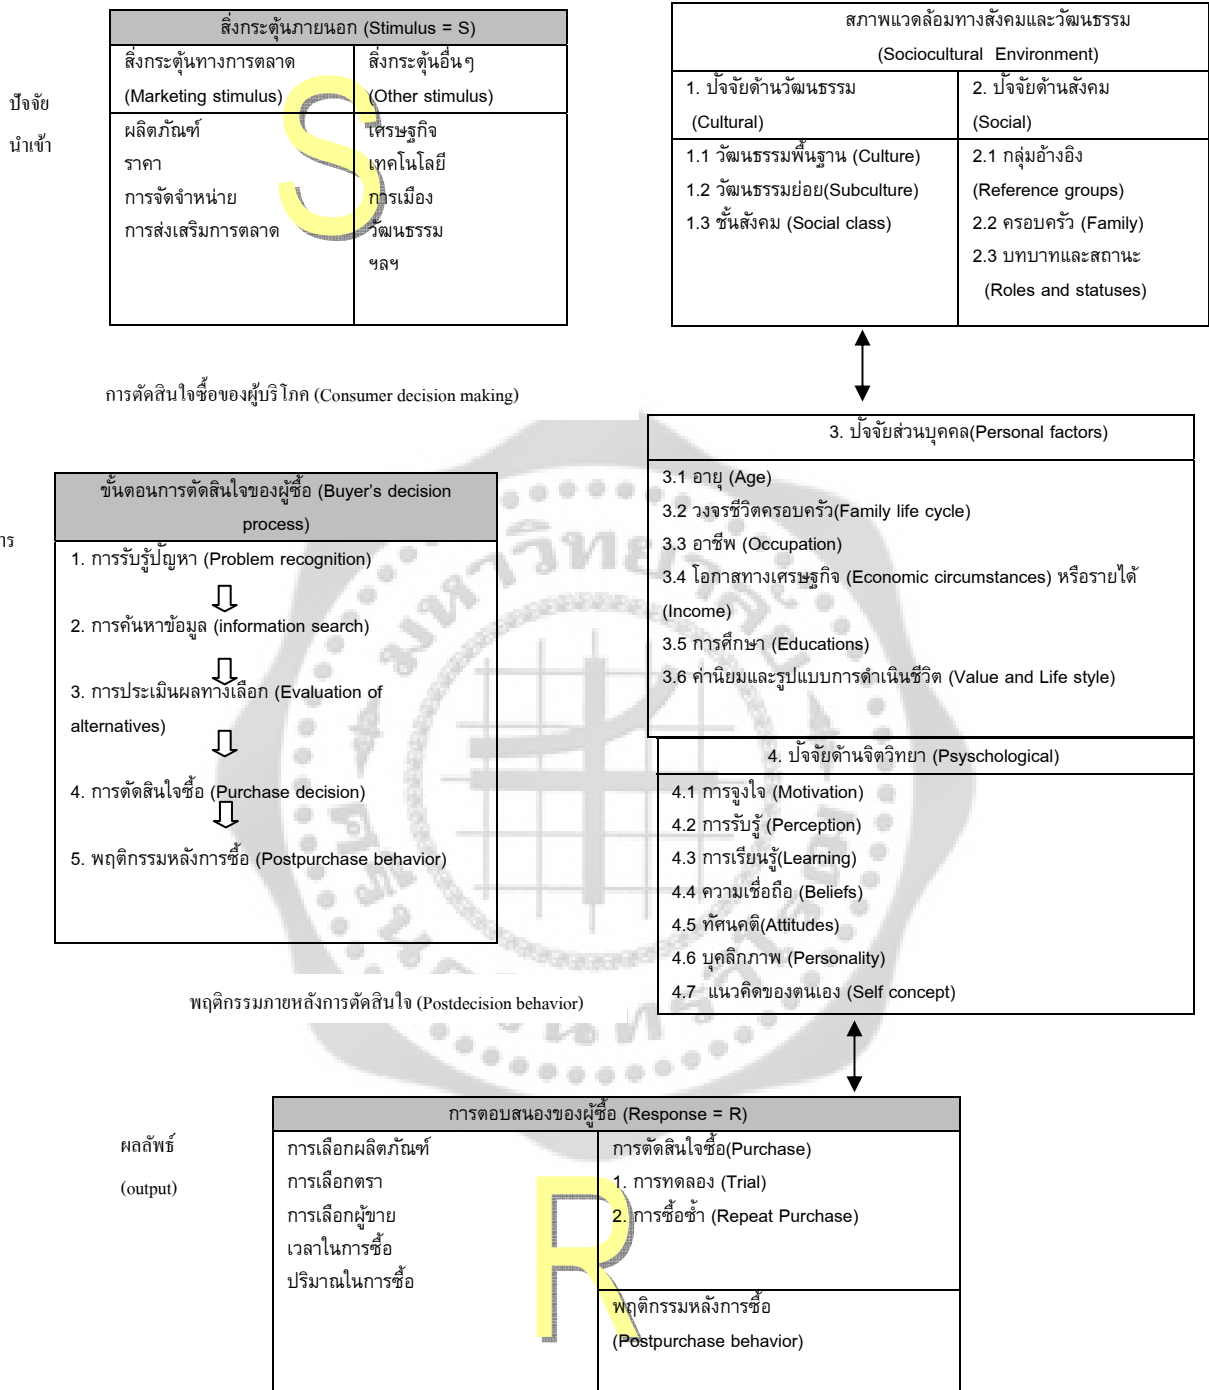 สิ่งกระตุ้นภายนอก (Stimulus = S)
สิ่งกระตุ้นทางการตลาด
(Marketing stimulus)
สิ่งกระตุ้นอื่นๆ
(Other stimulus)
ปัจจัย
นำเข้า
ผลิตภัณฑ์
ราคา
การจัดจำหน่าย
การส่งเสริมการตลาด
เศรษฐกิจ
เทคโนโลยี
การเมือง
วัฒนธรรม
ฯลฯ
S
สภาพแวดล้อมทางสังคมและวัฒนธรรม
(Sociocultural Environment)
1. ปัจจัยด้านวัฒนธรรม
(Cultural)
2. ปัจจัยด้านสังคม
(Social)
1.1 วัฒนธรรมพื้นฐาน (Culture)
1.2 วัฒนธรรมย่อย(Subculture)
1.3 ชั้นสังคม (Social class)
2.1 กลุ่มอ้างอิง
(Reference groups)
2.2 ครอบครัว (Family)
2.3 บทบาทและสถานะ
(Roles and statuses)
การตัดสินใจซื้อของผู้บริโภค (Consumer decision making)
ขั้นตอนการตัดสินใจของผู้ซื้อ (Buyer's decision
process)
1. การรับรู้ปัญหา (Problem recognition)
2. การค้นหาข้อมูล (information search)
3. การประเมินผลทางเลือก (Evaluation of
alternatives)
4. การตัดสินใจซื้อ (Purchase decision)
5. พฤติกรรมหลังการซื้อ (Postpurchase behavior)
3. ปัจจัยส่วนบุคคล(Personal factors)
3.1 อายุ (Age)
3.2 วงจรชีวิตครอบครัว(Family life cycle)
3.3 อาชีพ (Occupation)
3.4 โอกาสทางเศรษฐกิจ (Economic circumstances) หรือรายได้
(Income)
3.5 การศึกษา (Educations)
3.6 ค่านิยมและรูปแบบการดำเนินชีวิต (Value and Life style)
4. ปัจจัยด้านจิตวิทยา (Psyschological)
4.1 การจูงใจ (Motivation)
4.2 การรับรู้ (Perception)
4.3 การเรียนรู้(Learning)
4.4 ความเชื่อถือ (Beliefs)
4.5 ทัศนคติ(Attitudes)
4.6 บุคลิกภาพ (Personality)
4.7 แนวคิดของตนเอง (Self concept)
มหาวิทยาลัย
ศรีนครินทรวิโรฒ
พฤติกรรมภายหลังการตัดสินใจ (Postdecision behavior)
การตอบสนองของผู้ซื้อ (Response = R)
ผลลัพธ์
(output)
การเลือกผลิตภัณฑ์
การเลือกตรา
การเลือกผู้ขาย
เวลาในการซื้อ
ปริมาณในการซื้อ
R
การตัดสินใจซื้อ(Purchase)
1. การทดลอง (Trial)
2. การซื้อซ้ำ (Repeat Purchase)
พฤติกรรมหลังการซื้อ
(Postpurchase behavior)